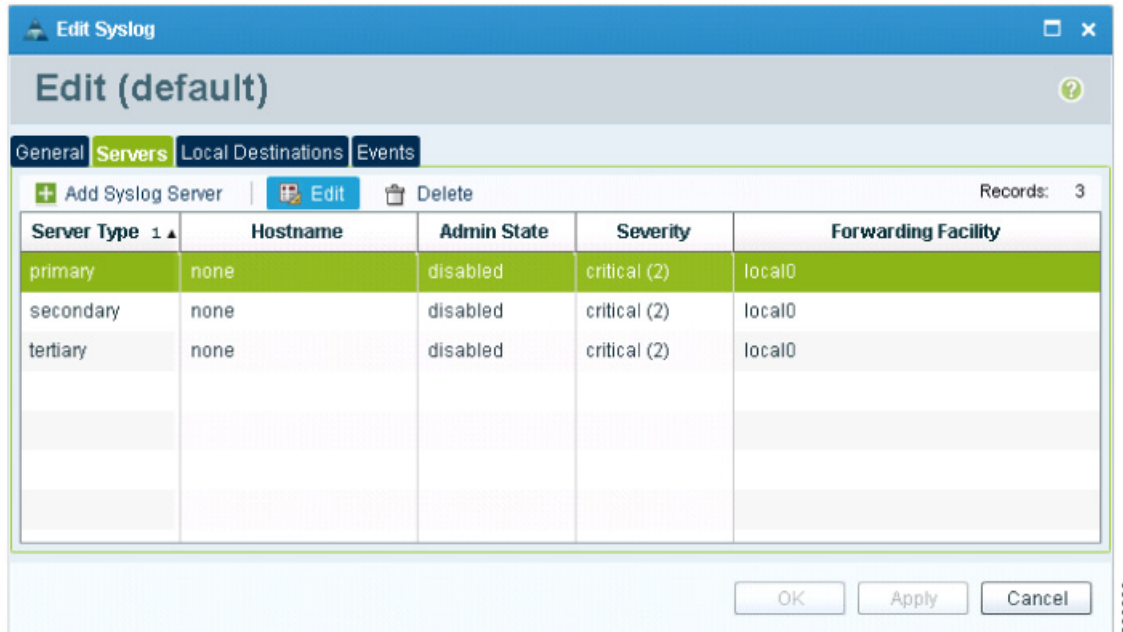 Edit Syslog
Edit (default)
?
General Servers Local Destinations Events
Add Syslog Server Edit Delete Records: 3
Server Type 1 Hostname Admin State Severity Forwarding Facility
primary none disabled critical (2) local0
secondary none disabled critical (2) local0
tertiary none disabled critical (2) local0
OK Apply Cancel